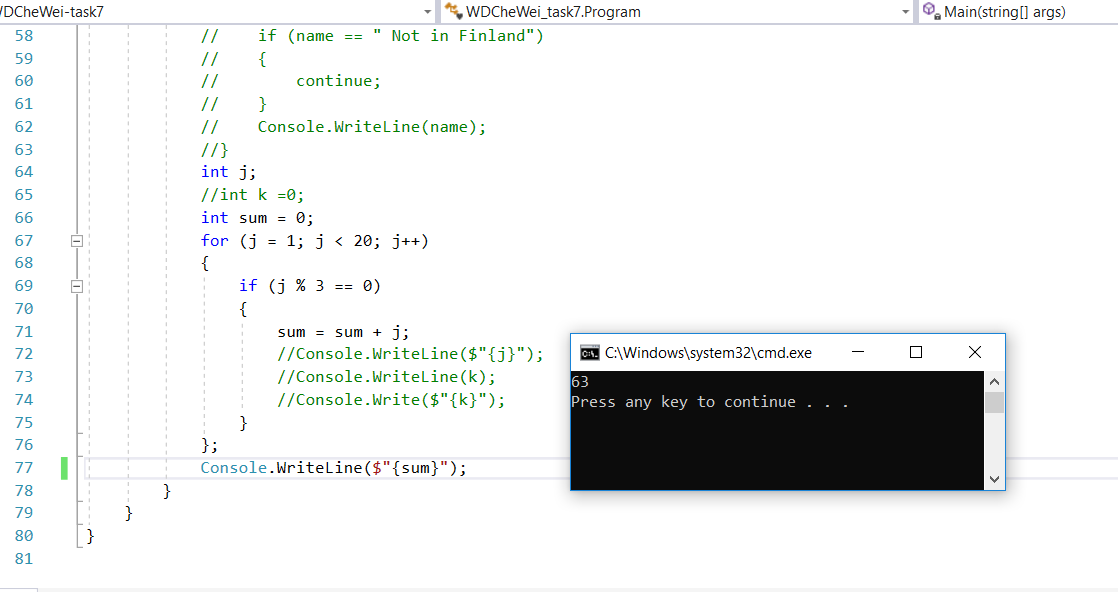 WDCheWei-task7 WDCheWei_task7.Program Main(string[] args)
58 // if (name == " Not in Finland")
59 // {
60 // continue;
61 // }
62 // Console.WriteLine(name);
63 //}
64 int j;
65 //int k =0;
66 int sum = 0;
67 for (j = 1; j < 20; j++)
68 {
69 if (j % 3 == 0)
70 {
71 sum = sum + j;
72 //Console.WriteLine($"{j}");
73 //Console.WriteLine(k);
74 //Console.Write($"{k}");
75 }
76 };
77 Console.WriteLine($"{sum}");
78 }
79 }
80 }
81
C:\Windows\system32\cmd.exe
63
Press any key to continue . . .